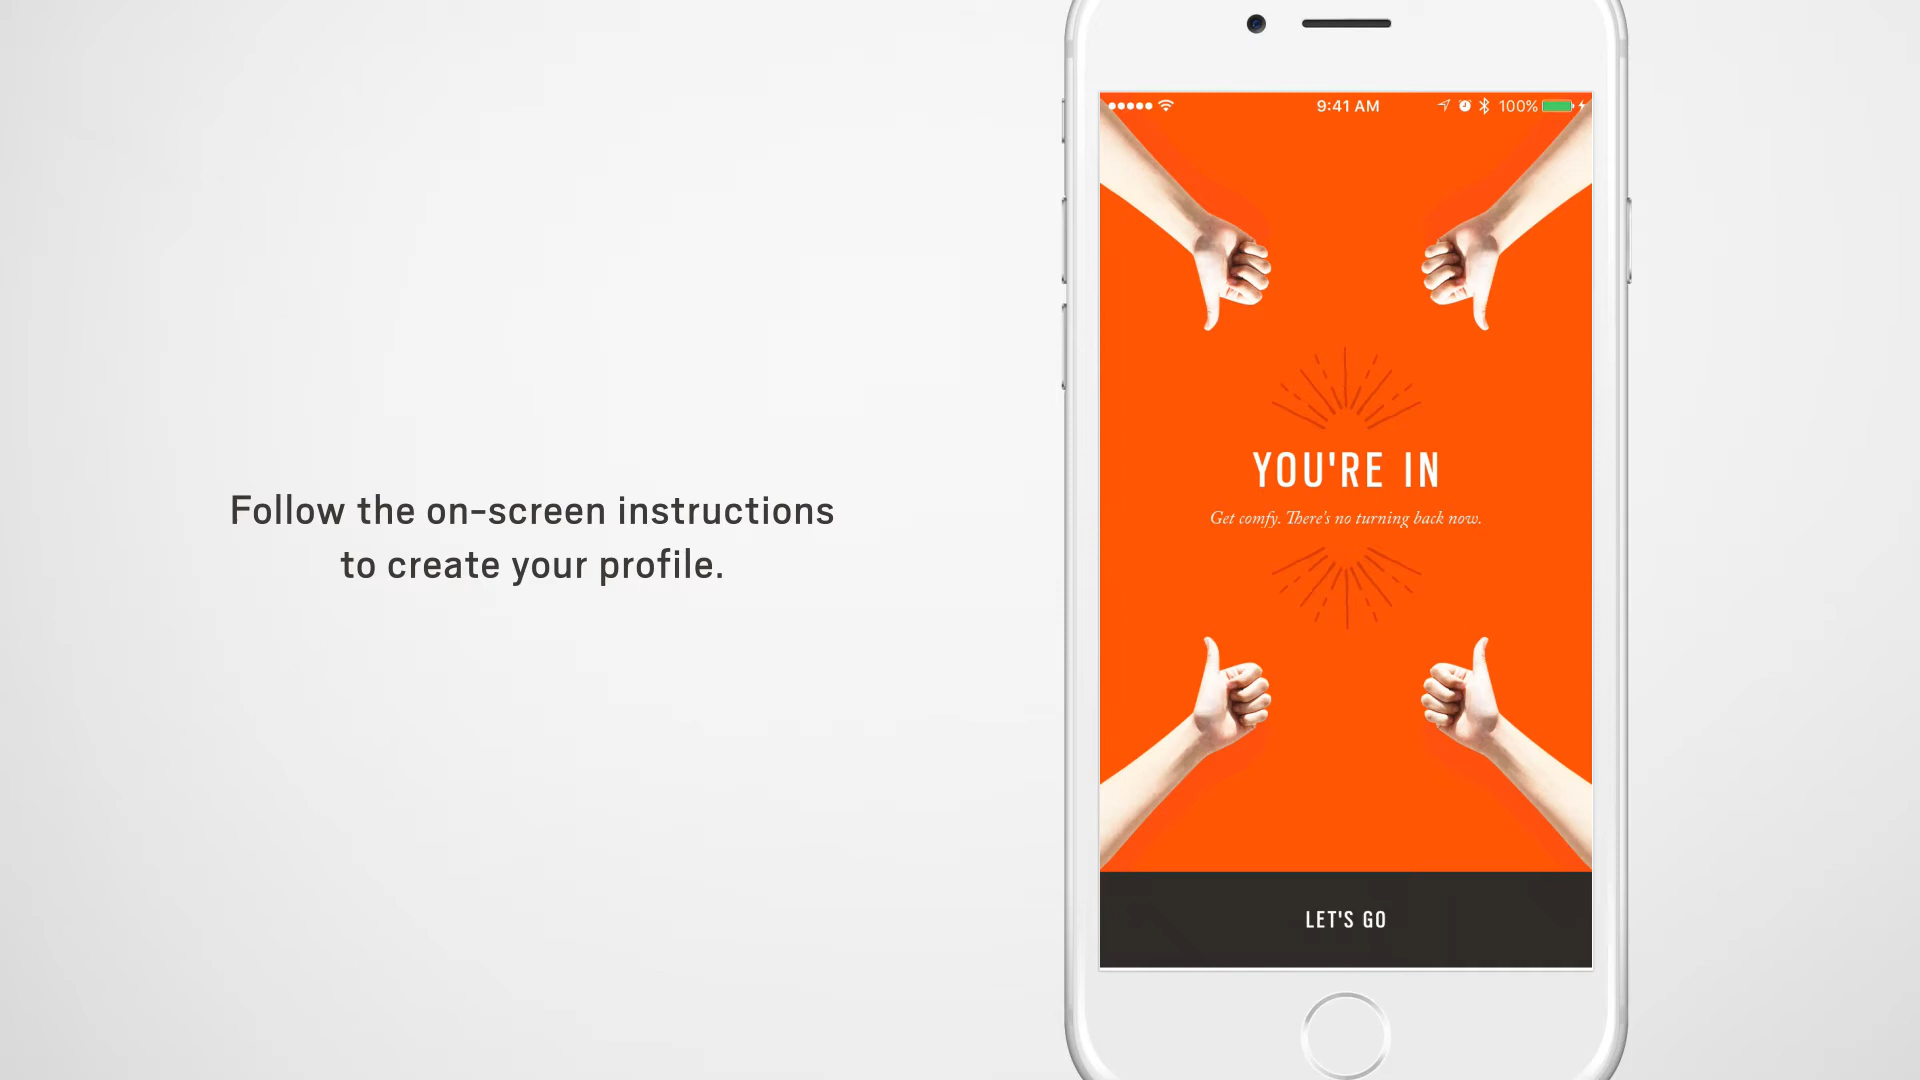 Follow the on-screen instructions
to create your profile.
9:41 AM
100%
YOU'RE IN
Get comfy. There's no turning back now.
LET'S GO